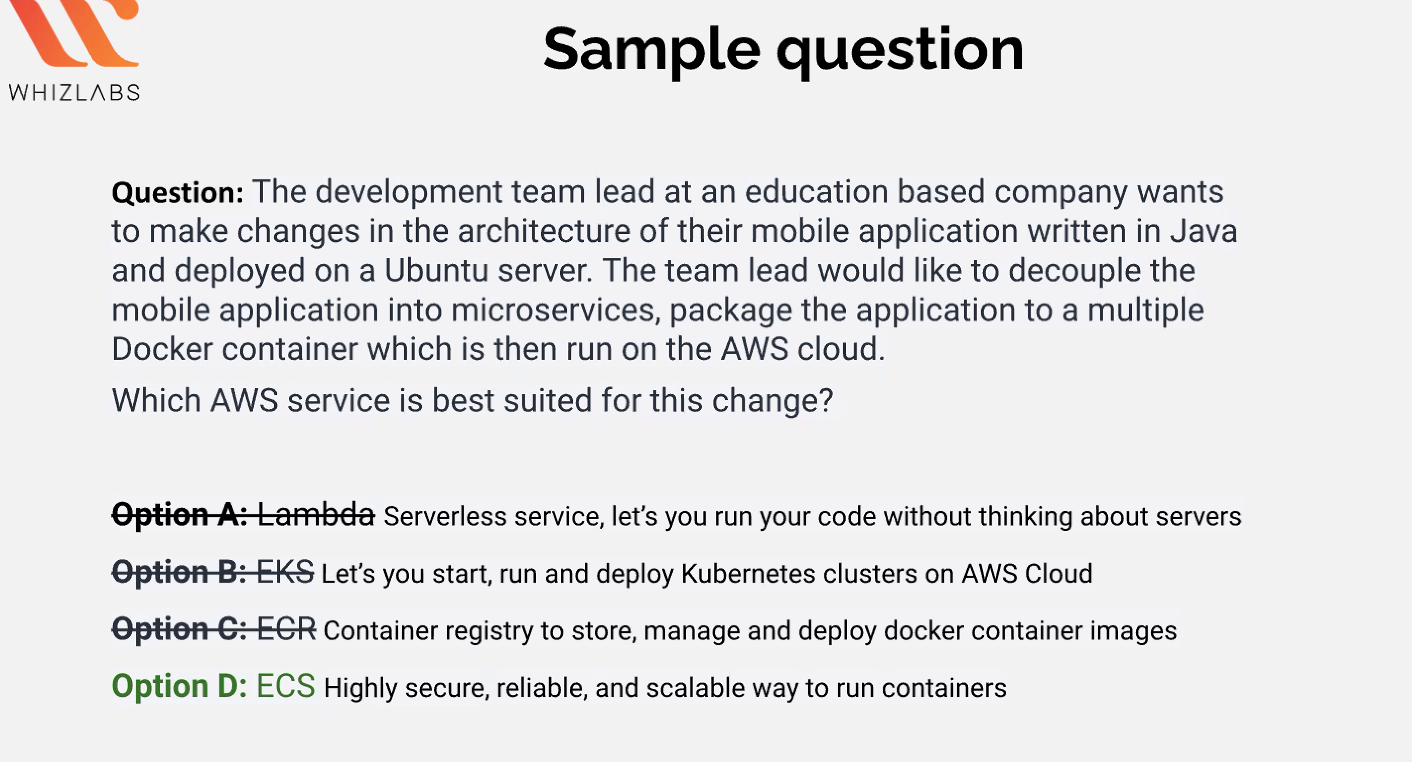 WHIZLABS
Sample question
Question: The development team lead at an education based company wants
to make changes in the architecture of their mobile application written in Java
and deployed on a Ubuntu server. The team lead would like to decouple the
mobile application into microservices, package the application to a multiple
Docker container which is then run on the AWS cloud.
Which AWS service is best suited for this change?
Option A: Lambda Serverless service, let's you run your code without thinking about servers
Option B: EKS Let's you start, run and deploy Kubernetes clusters on AWS Cloud
Option C: ECR Container registry to store, manage and deploy docker container images
Option D: ECS Highly secure, reliable, and scalable way to run containers